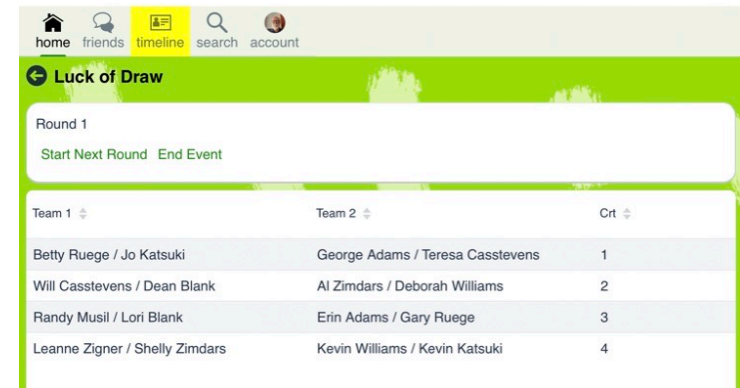 home friends timeline search account
Luck of Draw
Round 1
Start Next Round End Event
Team 1 Team 2 Crt
Betty Ruege / Jo Katsuki George Adams / Teresa Casstevens 1
Will Casstevens / Dean Blank Al Zimdars / Deborah Williams 2
Randy Musil / Lori Blank Erin Adams / Gary Ruege 3
Leanne Zigner / Shelly Zimdars Kevin Williams / Kevin Katsuki 4